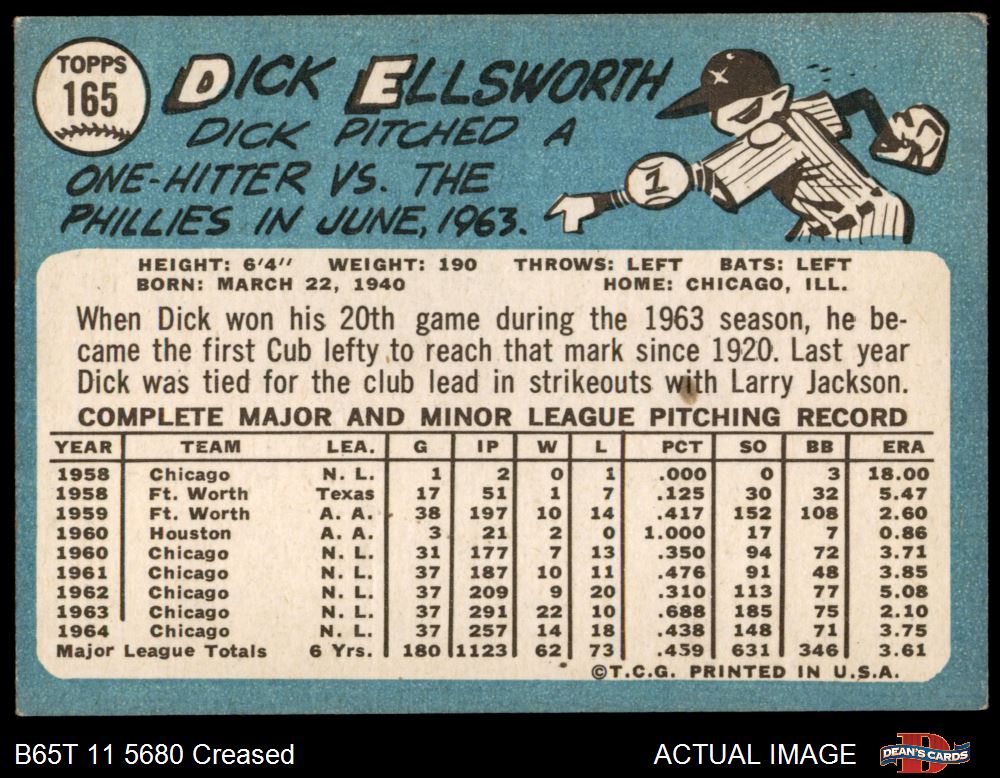 TOPPS
165
DICK ELLSWORTH
DICK PITCHED A
ONE-HITTER VS. THE
PHILLIES IN JUNE, 1963.
1
HEIGHT: 6'4" WEIGHT: 190 THROWS: LEFT BATS: LEFT
BORN: MARCH 22, 1940 HOME: CHICAGO, ILL.
When Dick won his 20th game during the 1963 season, he be-
came the first Cub lefty to reach that mark since 1920. Last year
Dick was tied for the club lead in strikeouts with Larry Jackson.
COMPLETE MAJOR AND MINOR LEAGUE PITCHING RECORD
YEAR TEAM LEA. G IP W L PCT SO BB ERA
1958 Chicago N. L. 1 2 0 1 .000 0 3 18.00
1958 Ft. Worth Texas 17 51 1 7 .125 30 32 5.47
1959 Ft. Worth A. A. 38 197 10 14 .417 152 108 2.60
1960 Houston A. A. 3 21 2 0 1.000 17 7 0.86
1960 Chicago N. L. 31 177 7 13 .350 94 72 3.71
1961 Chicago N. L. 37 187 10 11 .476 91 48 3.85
1962 Chicago N. L. 37 209 9 20 .310 113 77 5.08
1963 Chicago N. L. 37 291 22 10 .688 185 75 2.10
1964 Chicago N. L. 37 257 14 18 .438 148 71 3.75
Major League Totals 6 Yrs. 180 1123 62 73 .459 631 346 3.61
©T.C.G. PRINTED IN U.S.A.
B65T 11 5680 Creased
ACTUAL IMAGE
D
DEAN'S CARDS